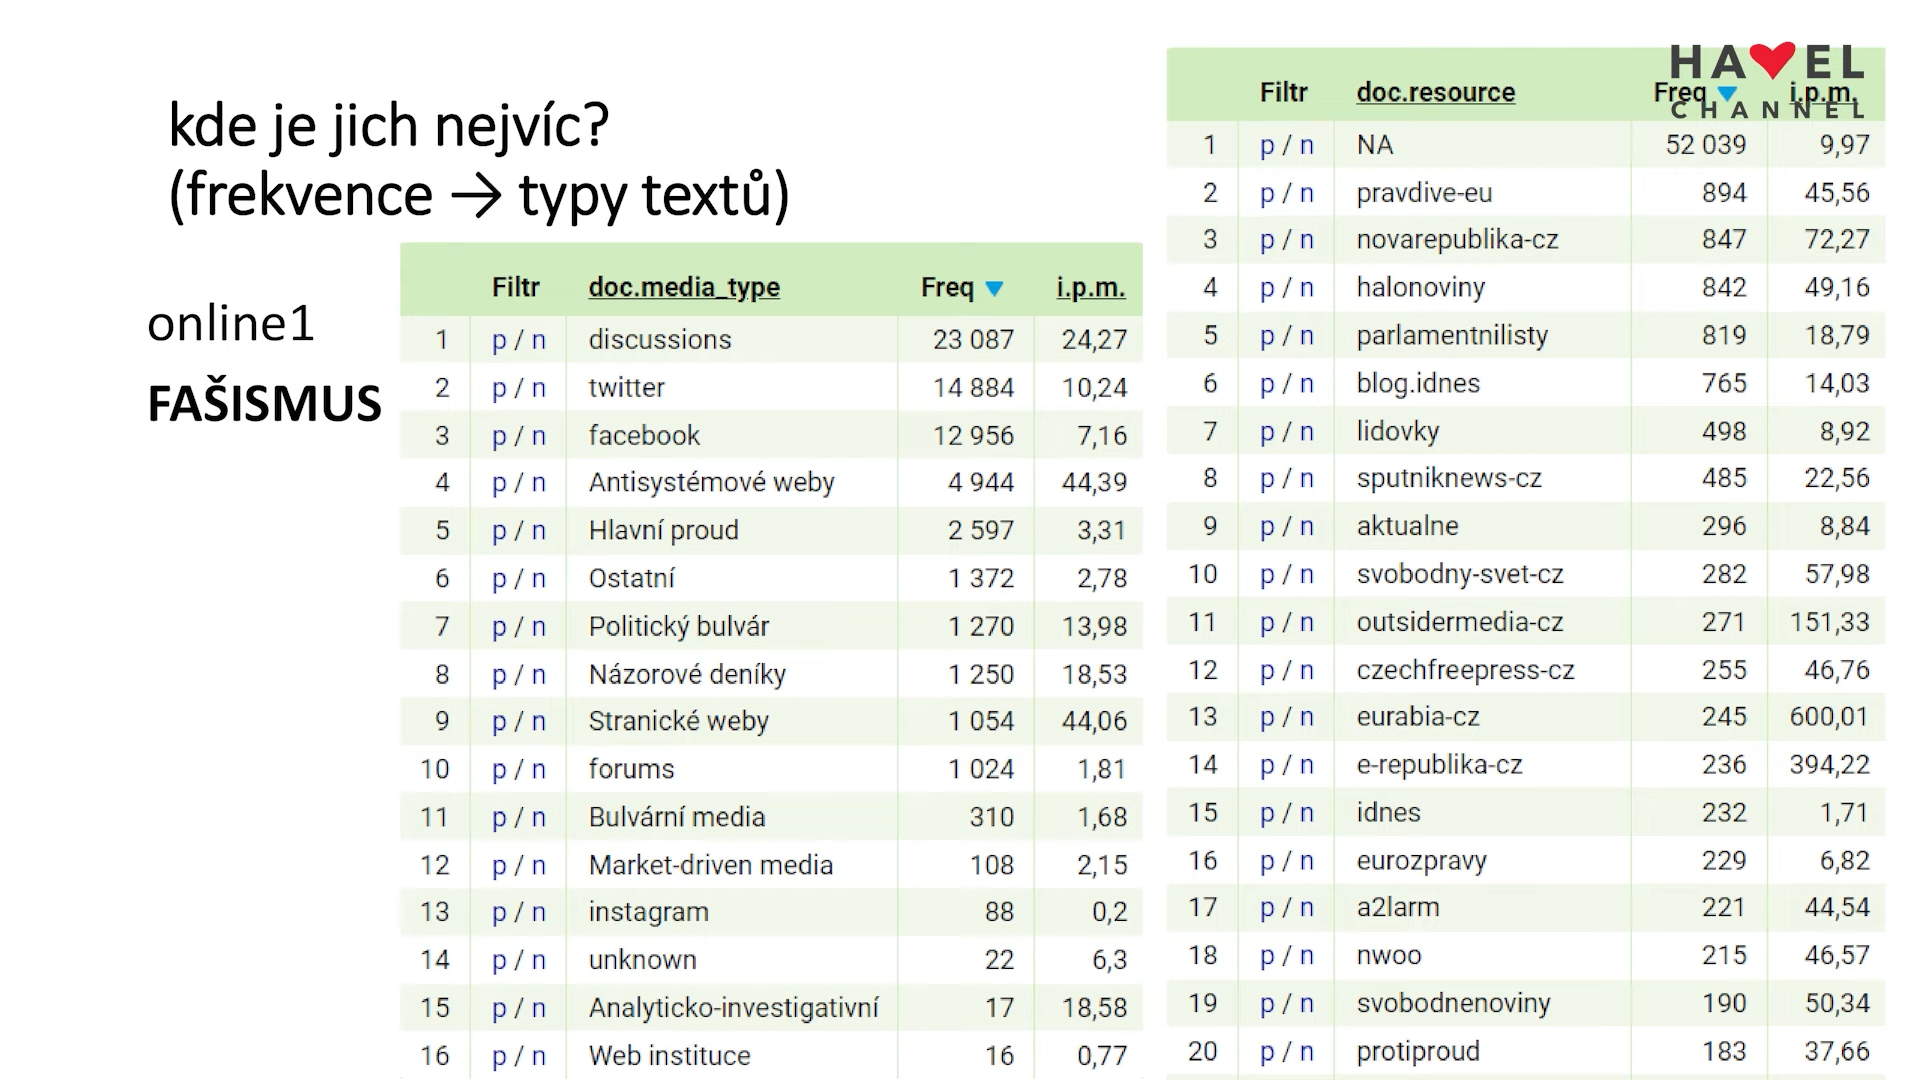 kde je jich nejvíc?
(frekvence → typy textů)
online1
FAŠISMUS
Filtr doc.media_type Freq ▼ i.p.m.
1 p / n discussions 23 087 24,27
2 p / n twitter 14 884 10,24
3 p / n facebook 12 956 7,16
4 p / n Antisystémové weby 4 944 44,39
5 p / n Hlavní proud 2 597 3,31
6 p / n Ostatní 1 372 2,78
7 p / n Politický bulvár 1 270 13,98
8 p / n Názorové deníky 1 250 18,53
9 p / n Stranické weby 1 054 44,06
10 p / n forums 1 024 1,81
11 p / n Bulvární media 310 1,68
12 p / n Market-driven media 108 2,15
13 p / n instagram 88 0,2
14 p / n unknown 22 6,3
15 p / n Analyticko-investigativní 17 18,58
16 p / n Web instituce 16 0,77
HAVEL
CHANNEL
Filtr doc.resource Freq ▼ i.p.m.
1 p / n NA 52 039 9,97
2 p / n pravdive-eu 894 45,56
3 p / n novarepublika-cz 847 72,27
4 p / n halonoviny 842 49,16
5 p / n parlamentnilisty 819 18,79
6 p / n blog.idnes 765 14,03
7 p / n lidovky 498 8,92
8 p / n sputniknews-cz 485 22,56
9 p / n aktualne 296 8,84
10 p / n svobodny-svet-cz 282 57,98
11 p / n outsidermedia-cz 271 151,33
12 p / n czechfreepress-cz 255 46,76
13 p / n eurabia-cz 245 600,01
14 p / n e-republika-cz 236 394,22
15 p / n idnes 232 1,71
16 p / n eurozpravy 229 6,82
17 p / n a2larm 221 44,54
18 p / n nwoo 215 46,57
19 p / n svobodnenoviny 190 50,34
20 p / n protiproud 183 37,66